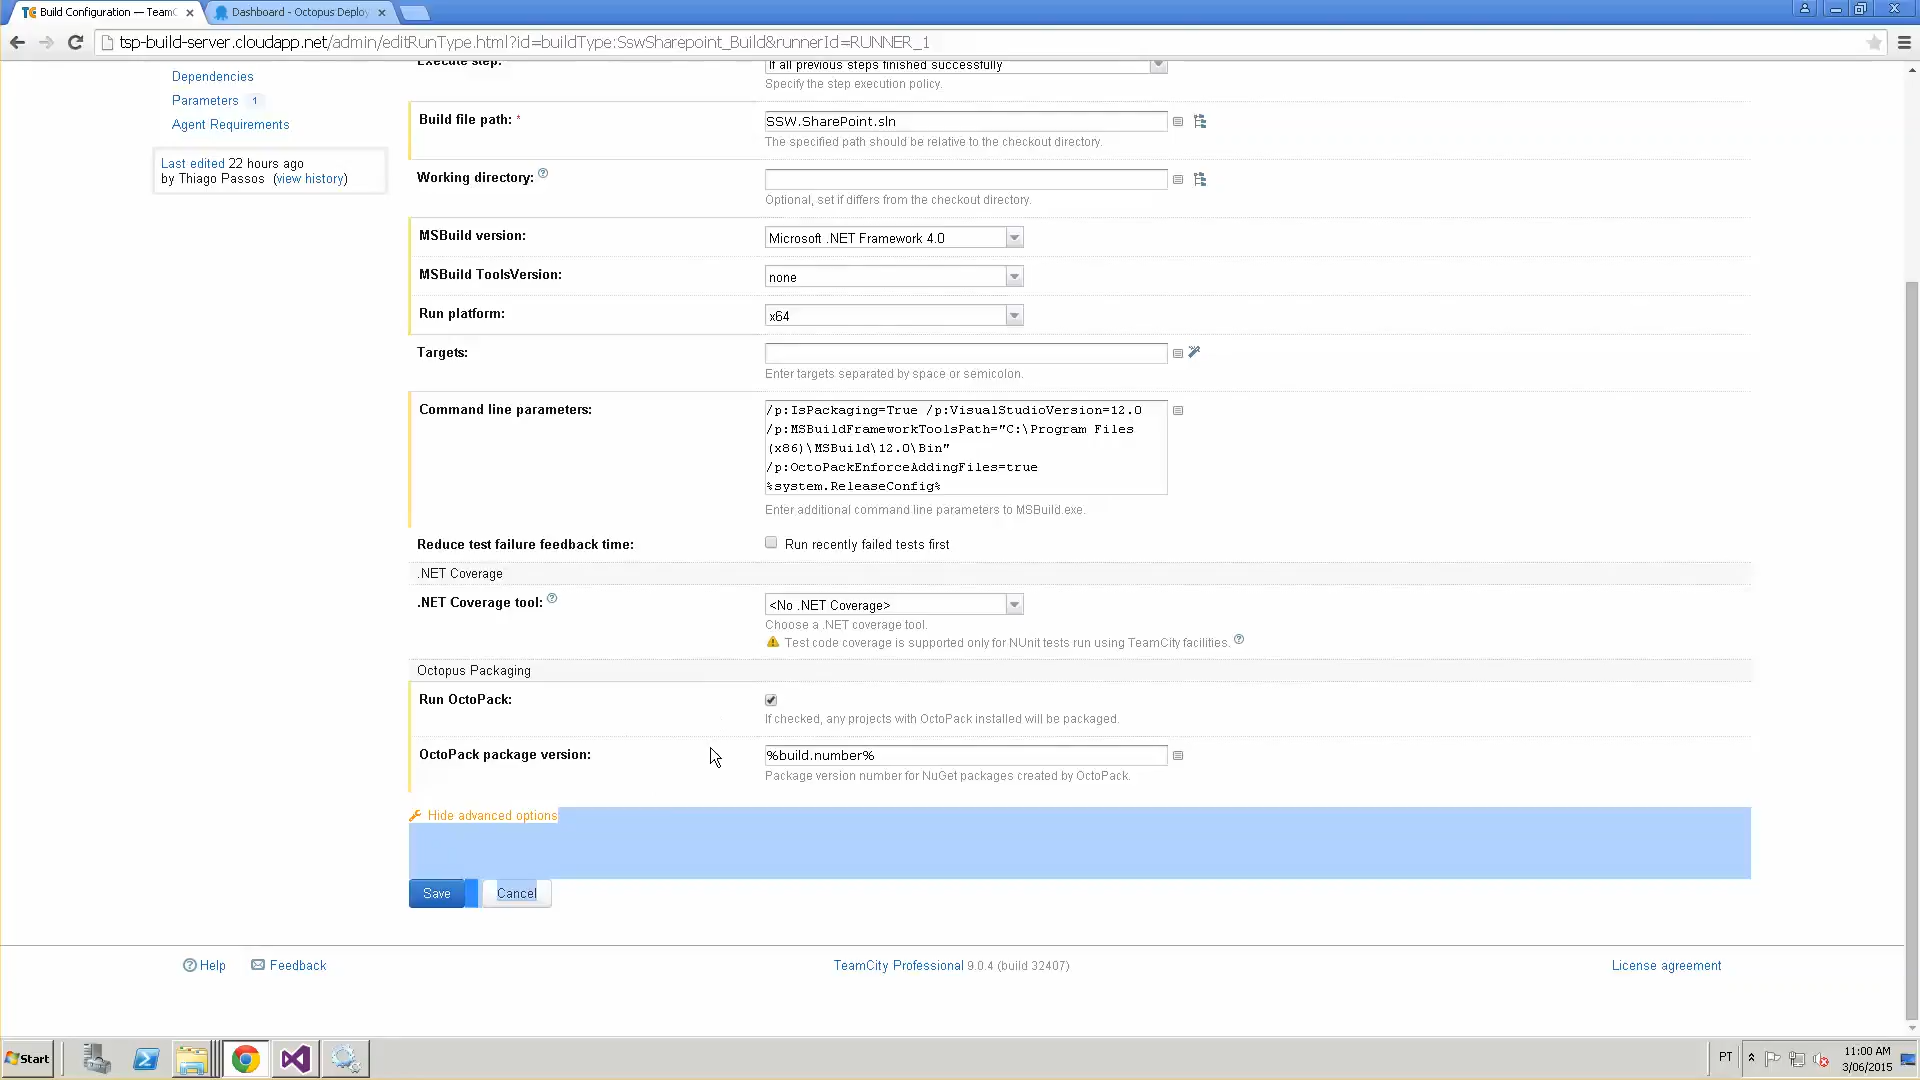 Build Configuration — TeamC
Dashboard - Octopus Deploy
tsp-build-server.cloudapp.net/admin/editRunType.html?id=buildType:SswSharepoint_Build&runnerId=RUNNER_1
Dependencies
Parameters 1
Agent Requirements
Last edited 22 hours ago
by Thiago Passos (view history)
Execute step:
If all previous steps finished successfully
Specify the step execution policy.
Build file path: *
SSW.SharePoint.sln
The specified path should be relative to the checkout directory.
Working directory:
Optional, set if differs from the checkout directory.
MSBuild version:
Microsoft .NET Framework 4.0
MSBuild ToolsVersion:
none
Run platform:
x64
Targets:
Enter targets separated by space or semicolon.
Command line parameters:
/p:IsPackaging=True /p:VisualStudioVersion=12.0
/p:MSBuildFrameworkToolsPath="C:\Program Files
(x86)\MSBuild\12.0\Bin"
/p:OctoPackEnforceAddingFiles=true
%system.ReleaseConfig%
Enter additional command line parameters to MSBuild.exe.
Reduce test failure feedback time:
Run recently failed tests first
.NET Coverage
.NET Coverage tool:
<No .NET Coverage>
Choose a .NET coverage tool.
Test code coverage is supported only for NUnit tests run using TeamCity facilities.
Octopus Packaging
Run OctoPack:
If checked, any projects with OctoPack installed will be packaged.
OctoPack package version:
%build.number%
Package version number for NuGet packages created by OctoPack.
Hide advanced options
Save
Cancel
Help
Feedback
TeamCity Professional 9.0.4 (build 32407)
License agreement
Start
PT
11:00 AM
3/06/2015